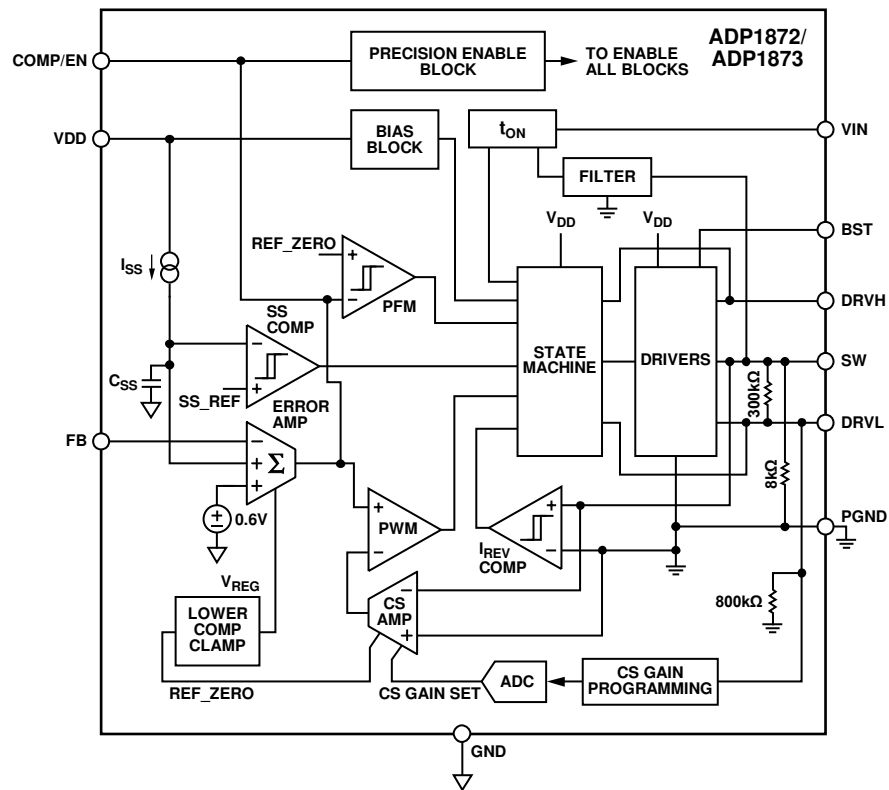 ADP1872/
ADP1873
COMP/EN
PRECISION ENABLE
BLOCK
TO ENABLE
ALL BLOCKS
VDD
BIAS
BLOCK
tON
VIN
FILTER
VDD
VDD
BST
REF_ZERO
+
−
PFM
ISS
DRVH
SS
COMP
−
+
STATE
MACHINE
DRIVERS
SW
CSS
SS_REF
300kΩ
ERROR
AMP
DRVL
FB
−
+
+
Σ
8kΩ
0.6V
+
−
+
−
PWM
+
−
IREV
COMP
PGND
VREG
LOWER
COMP
CLAMP
CS
AMP
−
+
800kΩ
REF_ZERO
CS GAIN SET
ADC
CS GAIN
PROGRAMMING
GND